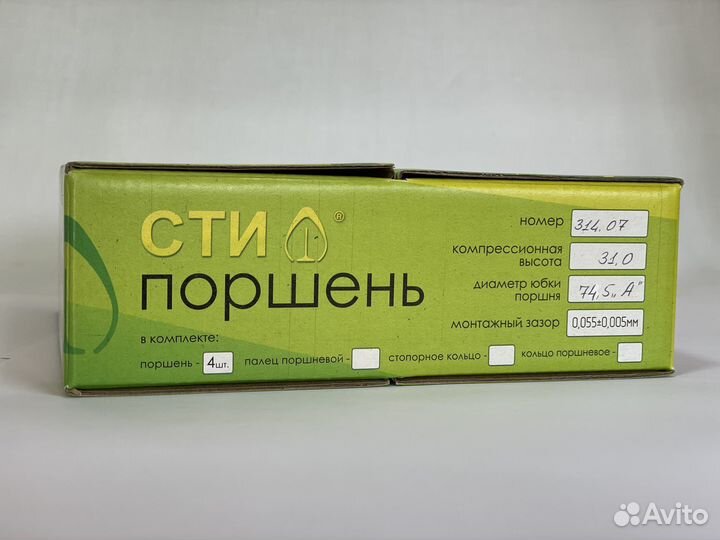 СТИ ®
поршень
номер 314.07
компрессионная
высота 31,0
диаметр юбки
поршня 74,5 „А"
монтажный зазор 0,055±0,005мм
в комплекте:
поршень - 4шт. палец поршневой - стопорное кольцо - кольцо поршневое -
Avito